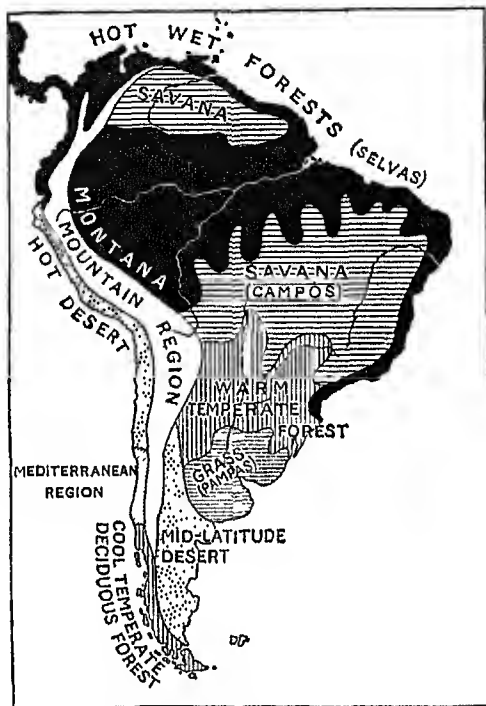 HOT WET. FORESTS (SELVAS)
SAVANA
MONTANA
(MOUNTAIN REGION
HOT DESERT
SAVANA
(CAMPOS)
WARM
TEMPERATE
FOREST
GRASS
(PAMPAS)
MEDITERRANEAN
REGION
MID-LATITUDE
DESERT
COOL TEMPERATE
DECIDUOUS FOREST